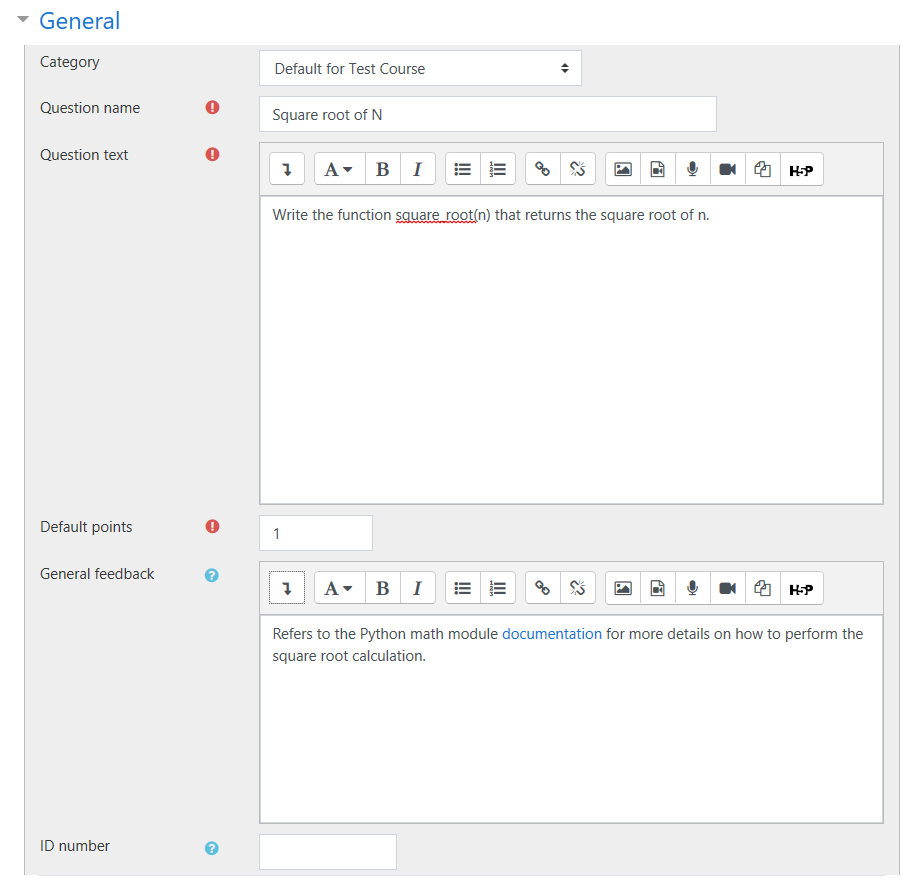 General
Category
Default for Test Course
Question name
Square root of N
Question text
A B I H-P
Write the function square_root(n) that returns the square root of n.
Default points
1
General feedback
A B I H-P
Refers to the Python math module documentation for more details on how to perform the
square root calculation.
ID number